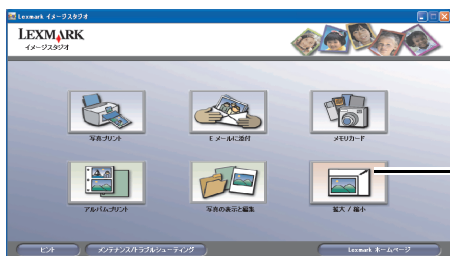 Lexmark イメージスタジオ
LEXMARK
イメージスタジオ
写真プリント
E メールに添付
メモリカード
アルバムプリント
写真の表示と編集
拡大 / 縮小
ヒント
メンテナンス/トラブルシューティング
Lexmark ホームページ